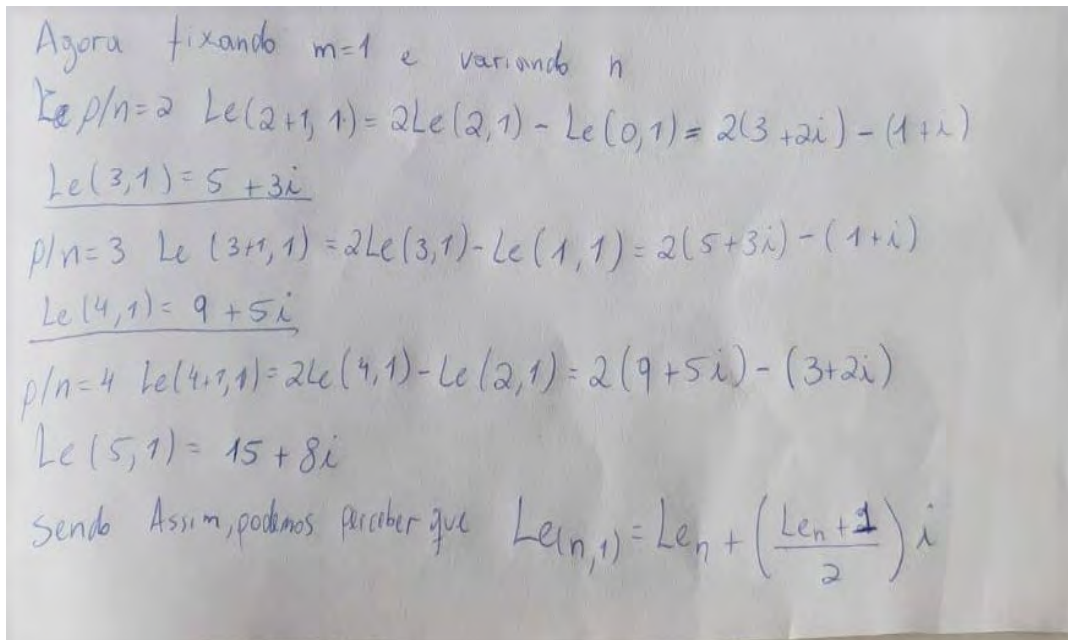 Agora fixando m=1 e variando n
p/n=2 Le(2+1, 1) = 2Le(2,1) - Le(0,1) = 2(3+2i) - (1+i)
Le(3,1) = 5 + 3i
p/n=3 Le (3+1, 1) = 2Le(3,1) - Le(1,1) = 2(5+3i) - (1+i)
Le(4,1) = 9 + 5i
p/n=4 Le(4+1,1) = 2Le(4,1) - Le(2,1) = 2(9+5i) - (3+2i)
Le(5,1) = 15 + 8i
Sendo Assim, podemos perceber que Le(n,1) = Le_n + ((Le_n + 1)/2) i